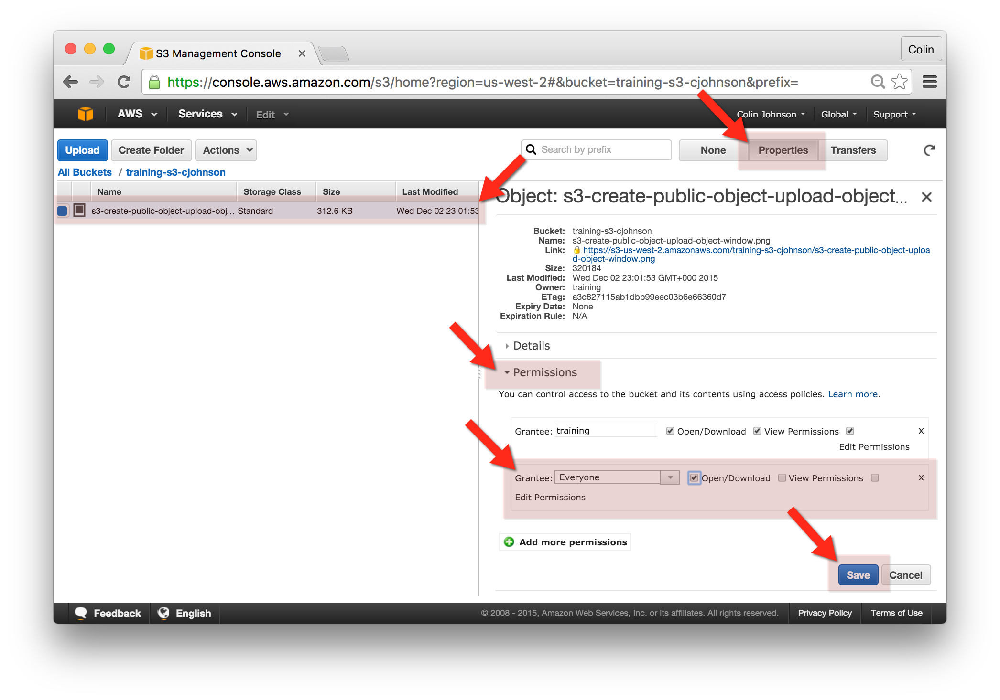 S3 Management Console
Colin
https://console.aws.amazon.com/s3/home?region=us-west-2#&bucket=training-s3-cjohnson&prefix=
AWS Services Edit Colin Johnson Global Support
Upload Create Folder Actions Search by prefix None Properties Transfers
All Buckets / training-s3-cjohnson
Name Storage Class Size Last Modified
s3-create-public-object-upload-obj... Standard 312.6 KB Wed Dec 02 23:01:53
Object: s3-create-public-object-upload-object...
Bucket: training-s3-cjohnson
Name: s3-create-public-object-upload-object-window.png
Link: https://s3-us-west-2.amazonaws.com/training-s3-cjohnson/s3-create-public-object-uploa
d-object-window.png
Size: 320184
Last Modified: Wed Dec 02 23:01:53 GMT+000 2015
Owner: training
ETag: a3c827115ab1dbb99eec03b6e66360d7
Expiry Date: None
Expiration Rule: N/A
Details
Permissions
You can control access to the bucket and its contents using access policies. Learn more.
Grantee: training Open/Download View Permissions x
Edit Permissions
Grantee: Everyone Open/Download View Permissions x
Edit Permissions
Add more permissions
Save Cancel
Feedback English © 2008 - 2015, Amazon Web Services, Inc. or its affiliates. All rights reserved. Privacy Policy Terms of Use